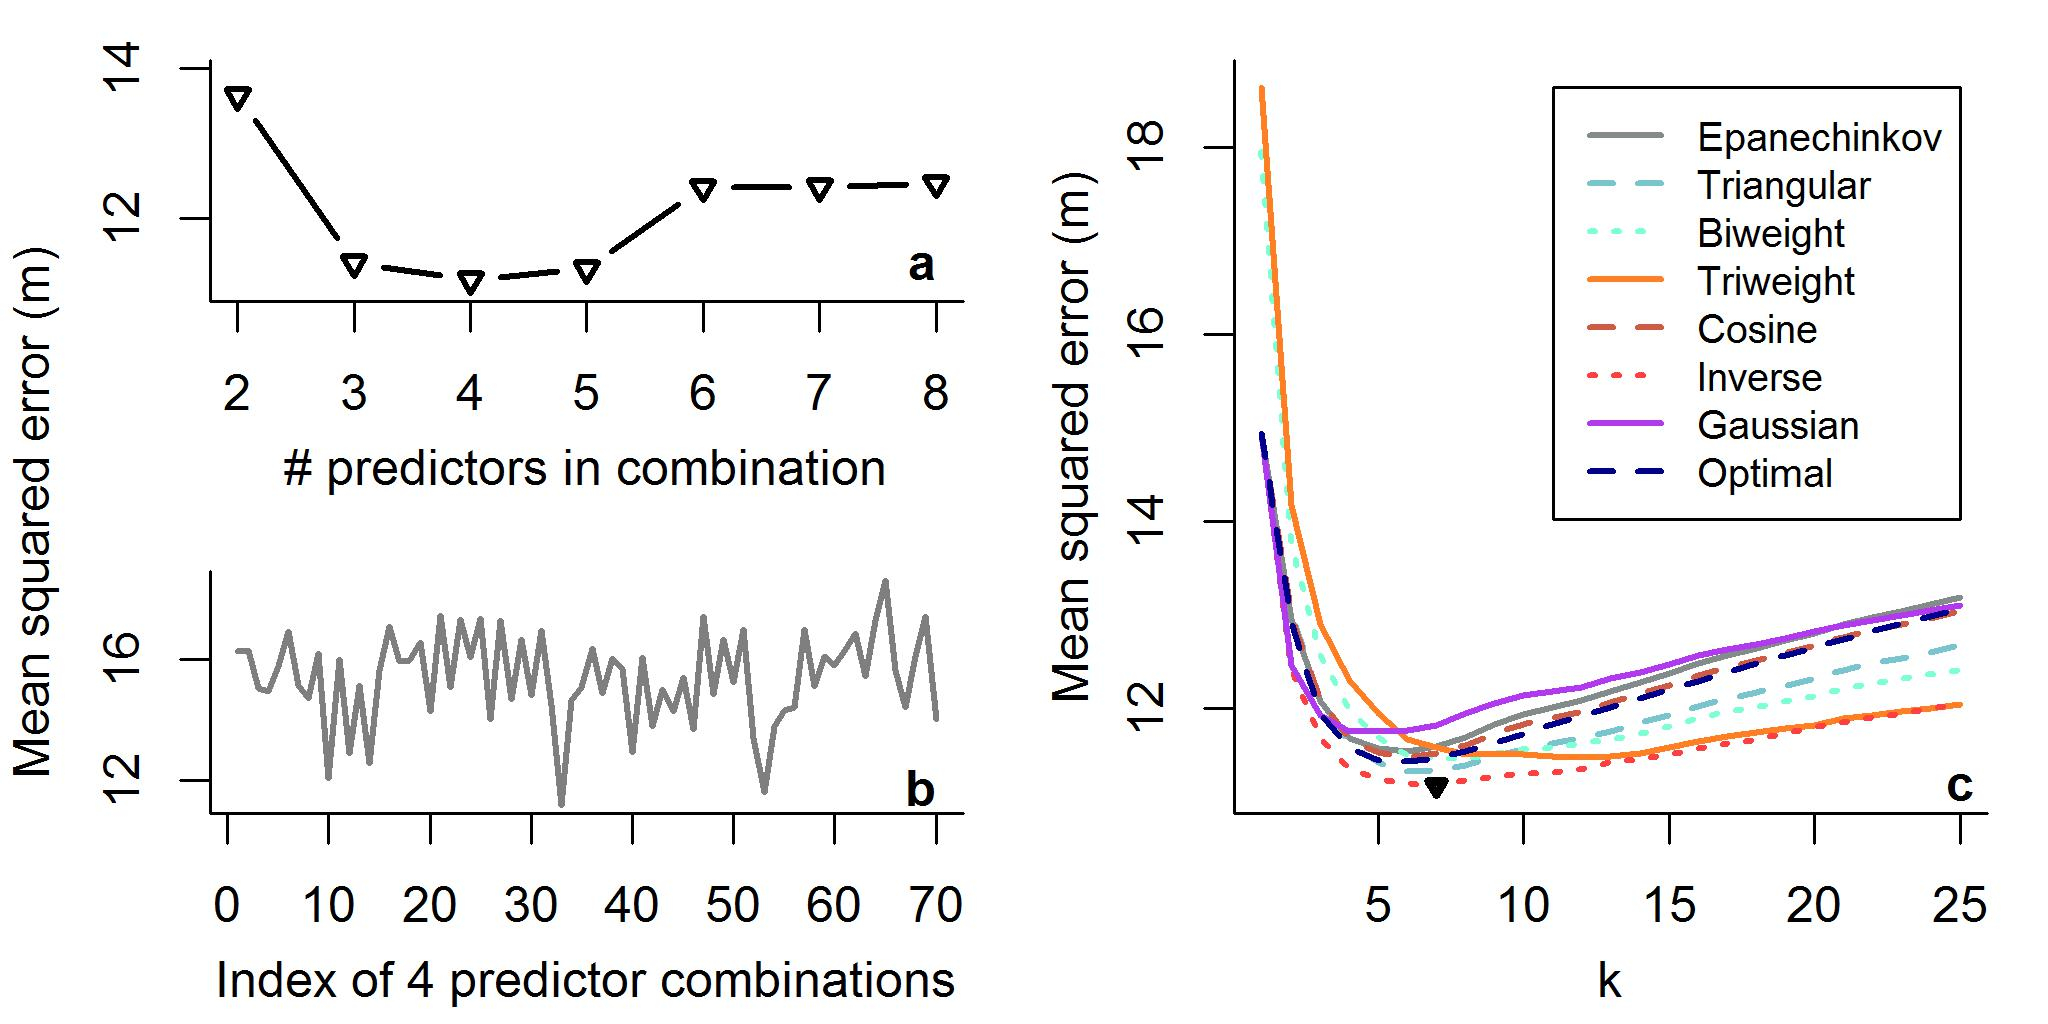 Mean squared error (m)
14
12
a
2 3 4 5 6 7 8
# predictors in combination
16
12
b
0 10 20 30 40 50 60 70
Index of 4 predictor combinations
Mean squared error (m)
18
16
14
12
Epanechinkov
Triangular
Biweight
Triweight
Cosine
Inverse
Gaussian
Optimal
c
5 10 15 20 25
k